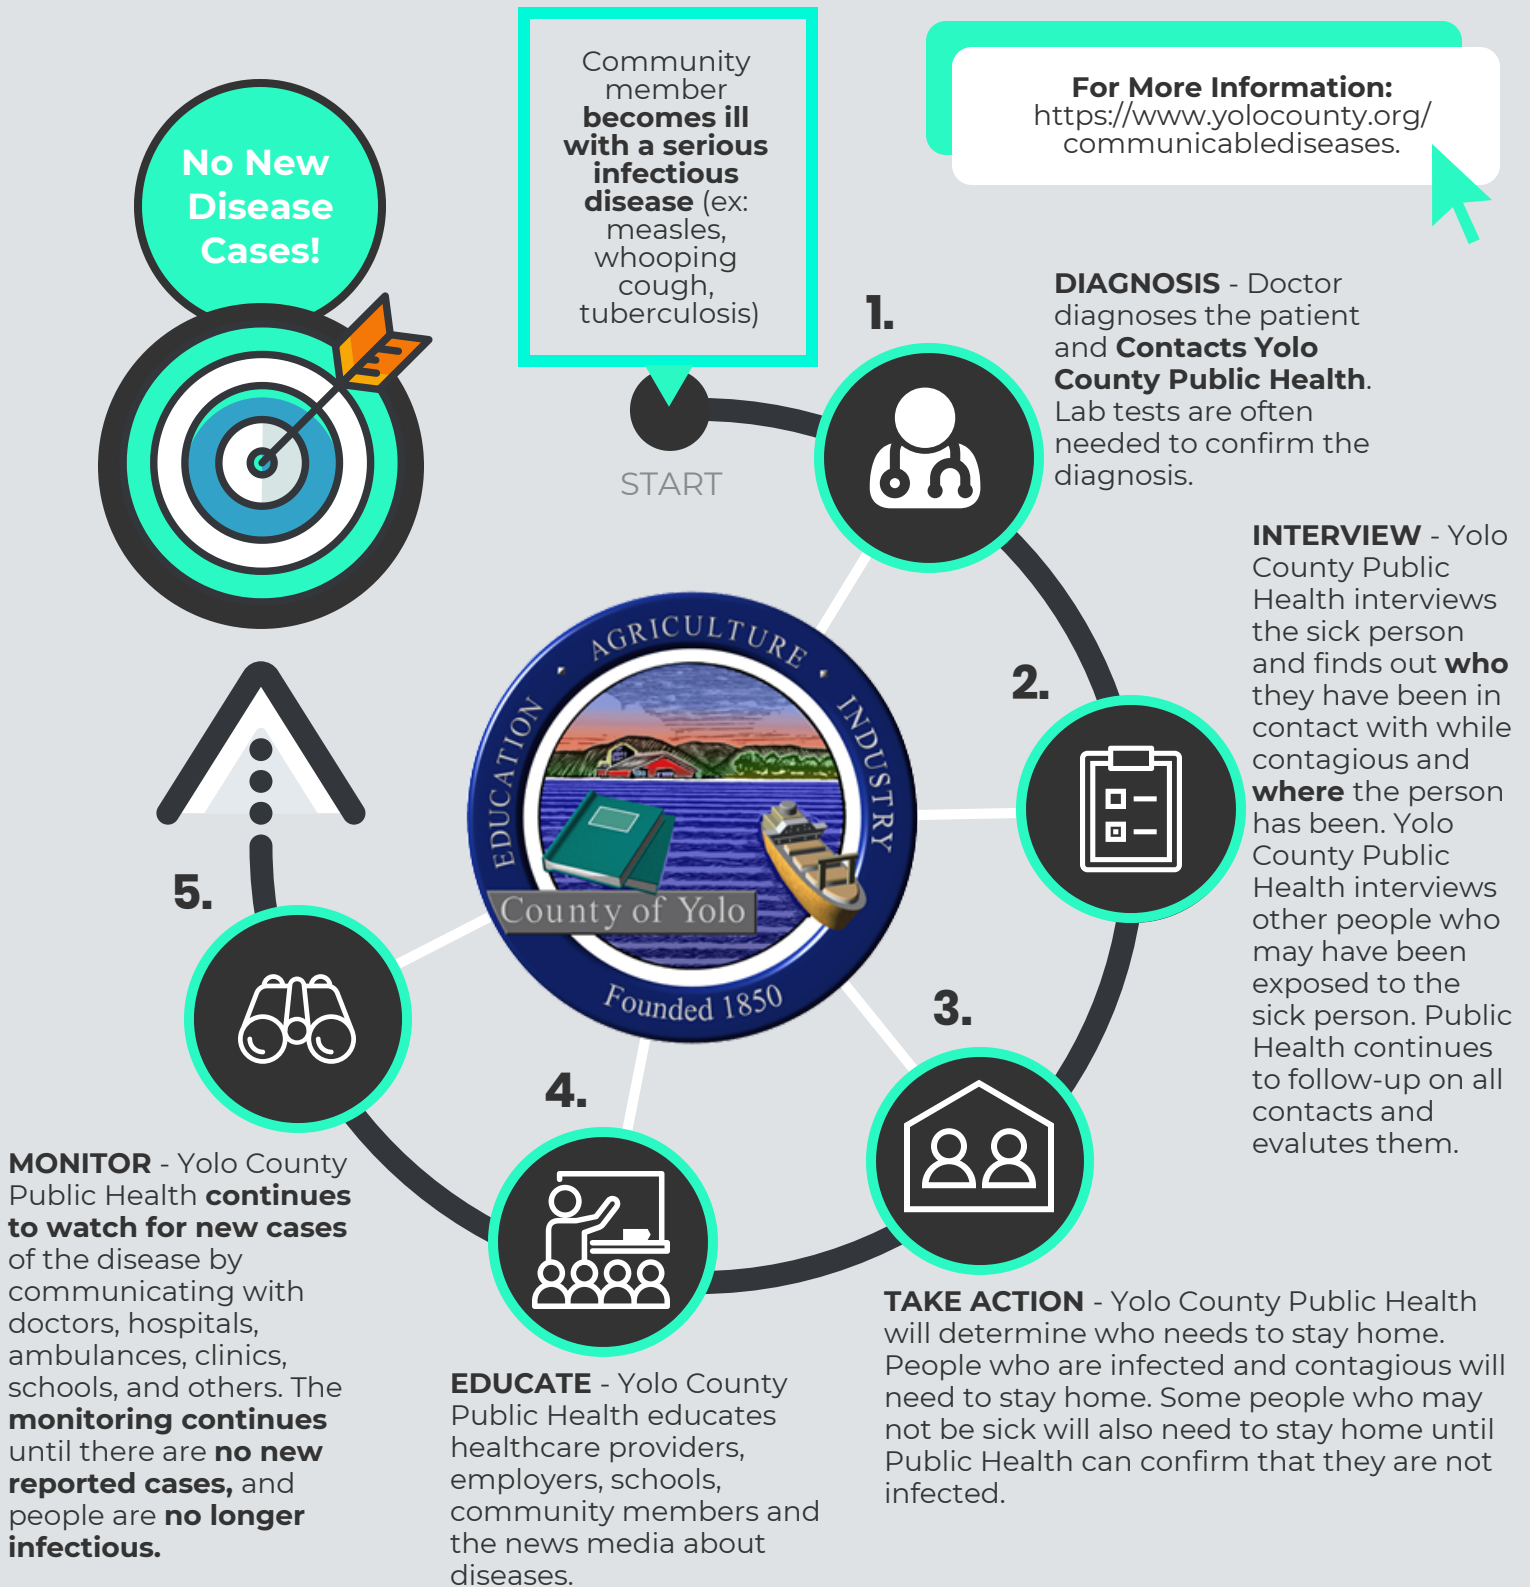 Community
member
becomes ill
with a serious
infectious
disease (ex:
measles,
whooping
cough,
tuberculosis)
For More Information:
https://www.yolocounty.org/
communicablediseases.
No New
Disease
Cases!
START
1.
DIAGNOSIS - Doctor
diagnoses the patient
and Contacts Yolo
County Public Health.
Lab tests are often
needed to confirm the
diagnosis.
2.
INTERVIEW - Yolo
County Public
Health interviews
the sick person
and finds out who
they have been in
contact with while
contagious and
where the person
has been. Yolo
County Public
Health interviews
other people who
may have been
exposed to the
sick person. Public
Health continues
to follow-up on all
contacts and
evalutes them.
EDUCATION • AGRICULTURE • INDUSTRY
County of Yolo
Founded 1850
3.
TAKE ACTION - Yolo County Public Health
will determine who needs to stay home.
People who are infected and contagious will
need to stay home. Some people who may
not be sick will also need to stay home until
Public Health can confirm that they are not
infected.
4.
EDUCATE - Yolo County
Public Health educates
healthcare providers,
employers, schools,
community members and
the news media about
diseases.
5.
MONITOR - Yolo County
Public Health continues
to watch for new cases
of the disease by
communicating with
doctors, hospitals,
ambulances, clinics,
schools, and others. The
monitoring continues
until there are no new
reported cases, and
people are no longer
infectious.